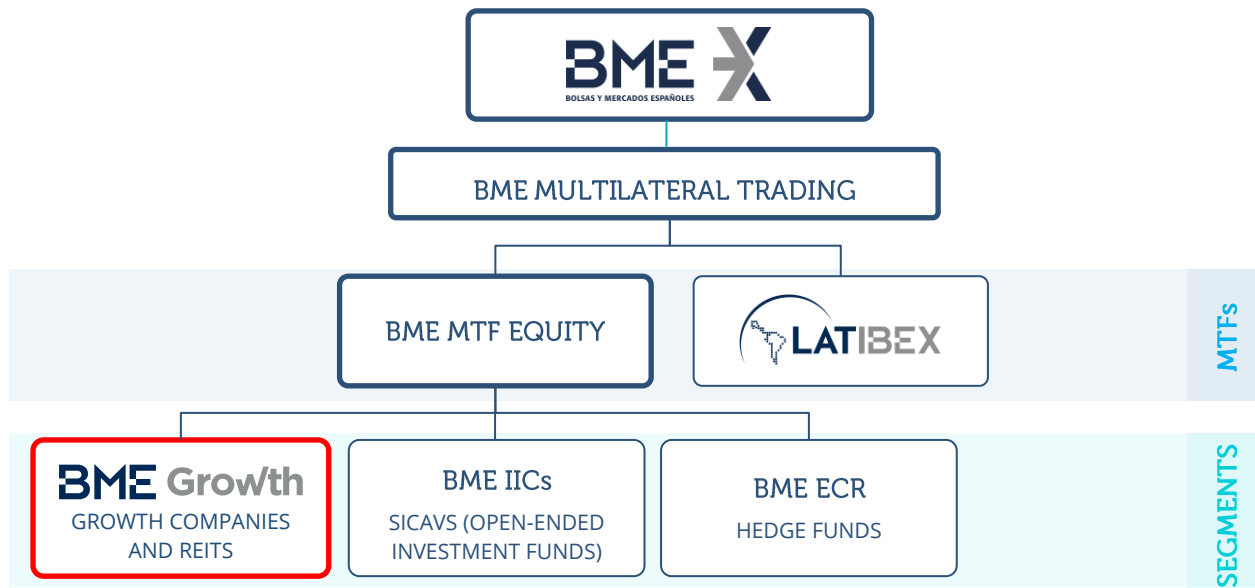 BME X
BOLSAS Y MERCADOS ESPAÑOLES
BME MULTILATERAL TRADING
BME MTF EQUITY
LATIBEX
MTFs
BME Growth
GROWTH COMPANIES
AND REITS
BME IICs
SICAVS (OPEN-ENDED
INVESTMENT FUNDS)
BME ECR
HEDGE FUNDS
SEGMENTS